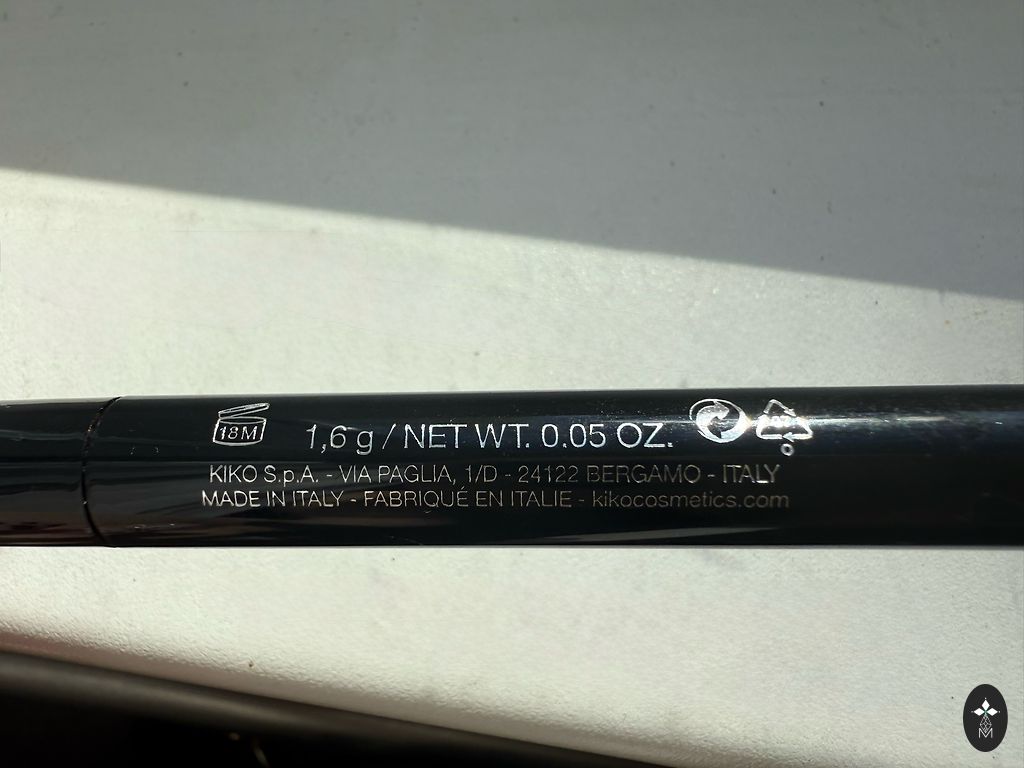 18M 1,6 g / NET WT. 0.05 OZ.
KIKO S.p.A. - VIA PAGLIA, 1/D - 24122 BERGAMO - ITALY
MADE IN ITALY - FABRIQUÉ EN ITALIE - kikocosmetics.com
M